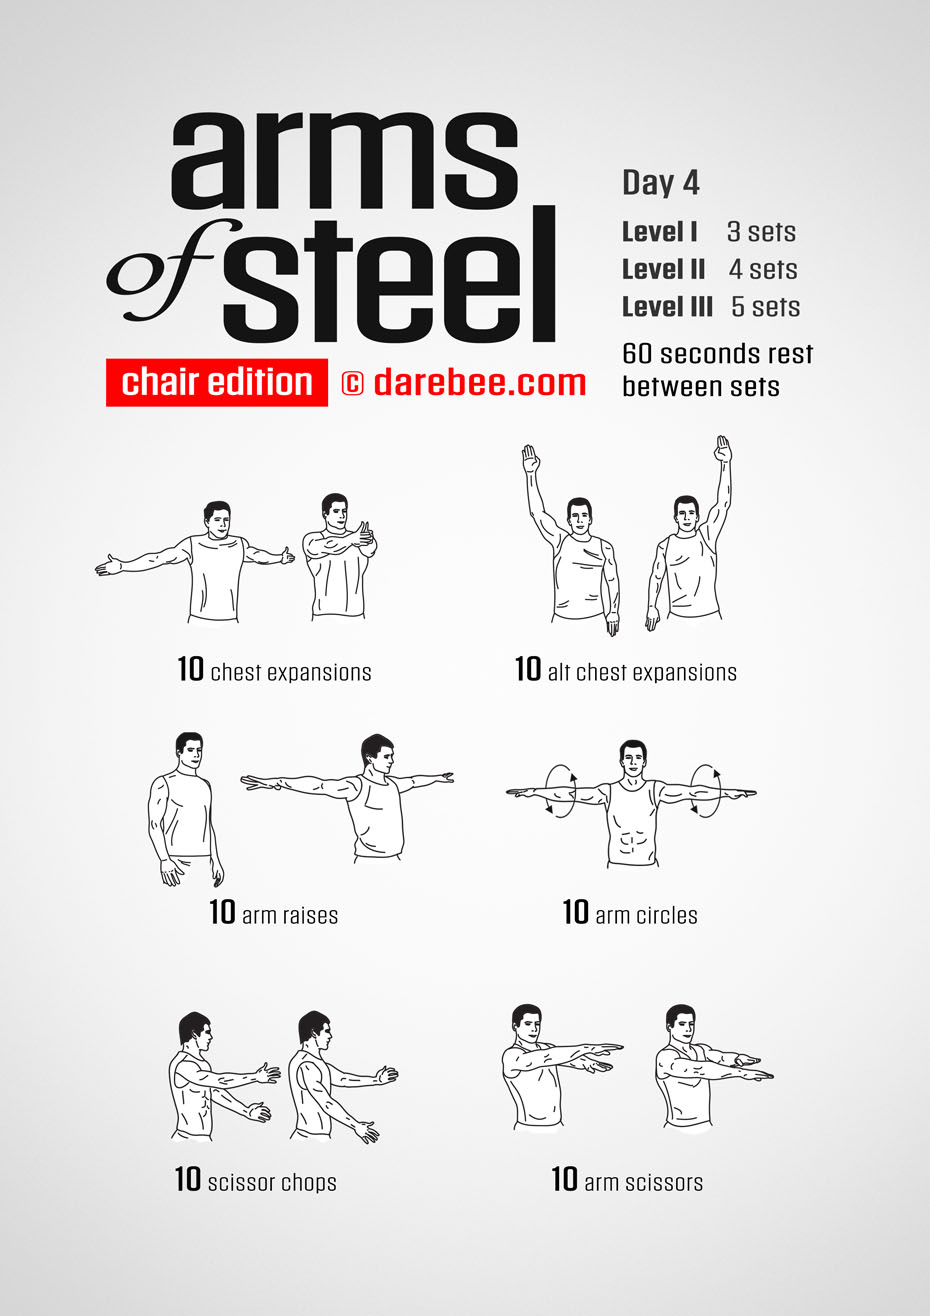 arms
of steel
chair edition © darebee.com
Day 4
Level I 3 sets
Level II 4 sets
Level III 5 sets
60 seconds rest
between sets
10 chest expansions
10 alt chest expansions
10 arm raises
10 arm circles
10 scissor chops
10 arm scissors